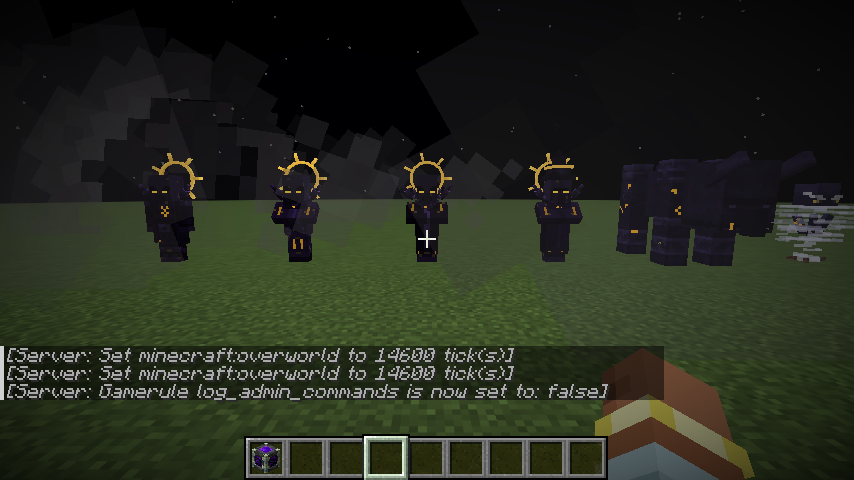 [Server: Set minecraft:overworld to 14600 tick(s)]
[Server: Set minecraft:overworld to 14600 tick(s)]
[Server: Gamerule log_admin_commands is now set to: false]